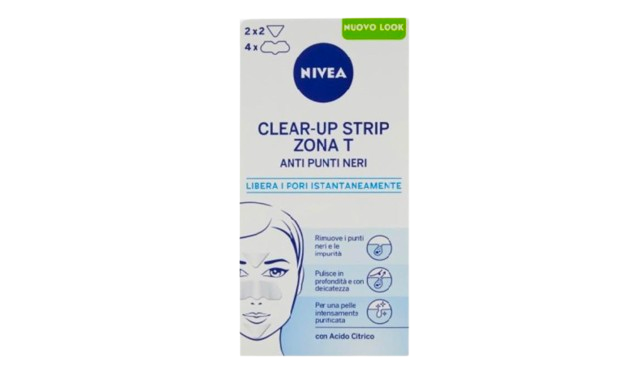 2 x 2
NUOVO LOOK
4 x
NIVEA
CLEAR-UP STRIP
ZONA T
ANTI PUNTI NERI
LIBERA I PORI ISTANTANEAMENTE
Rimuove i punti
neri e le
impurità
Pulisce in
profondità e con
delicatezza
Per una pelle
intensamente
purificata
con Acido Citrico